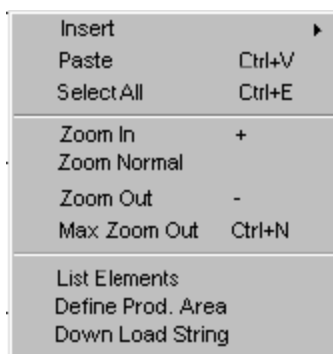 Insert
Paste Ctrl+V
Select All Ctrl+E
Zoom In +
Zoom Normal
Zoom Out -
Max Zoom Out Ctrl+N
List Elements
Define Prod. Area
Down Load String